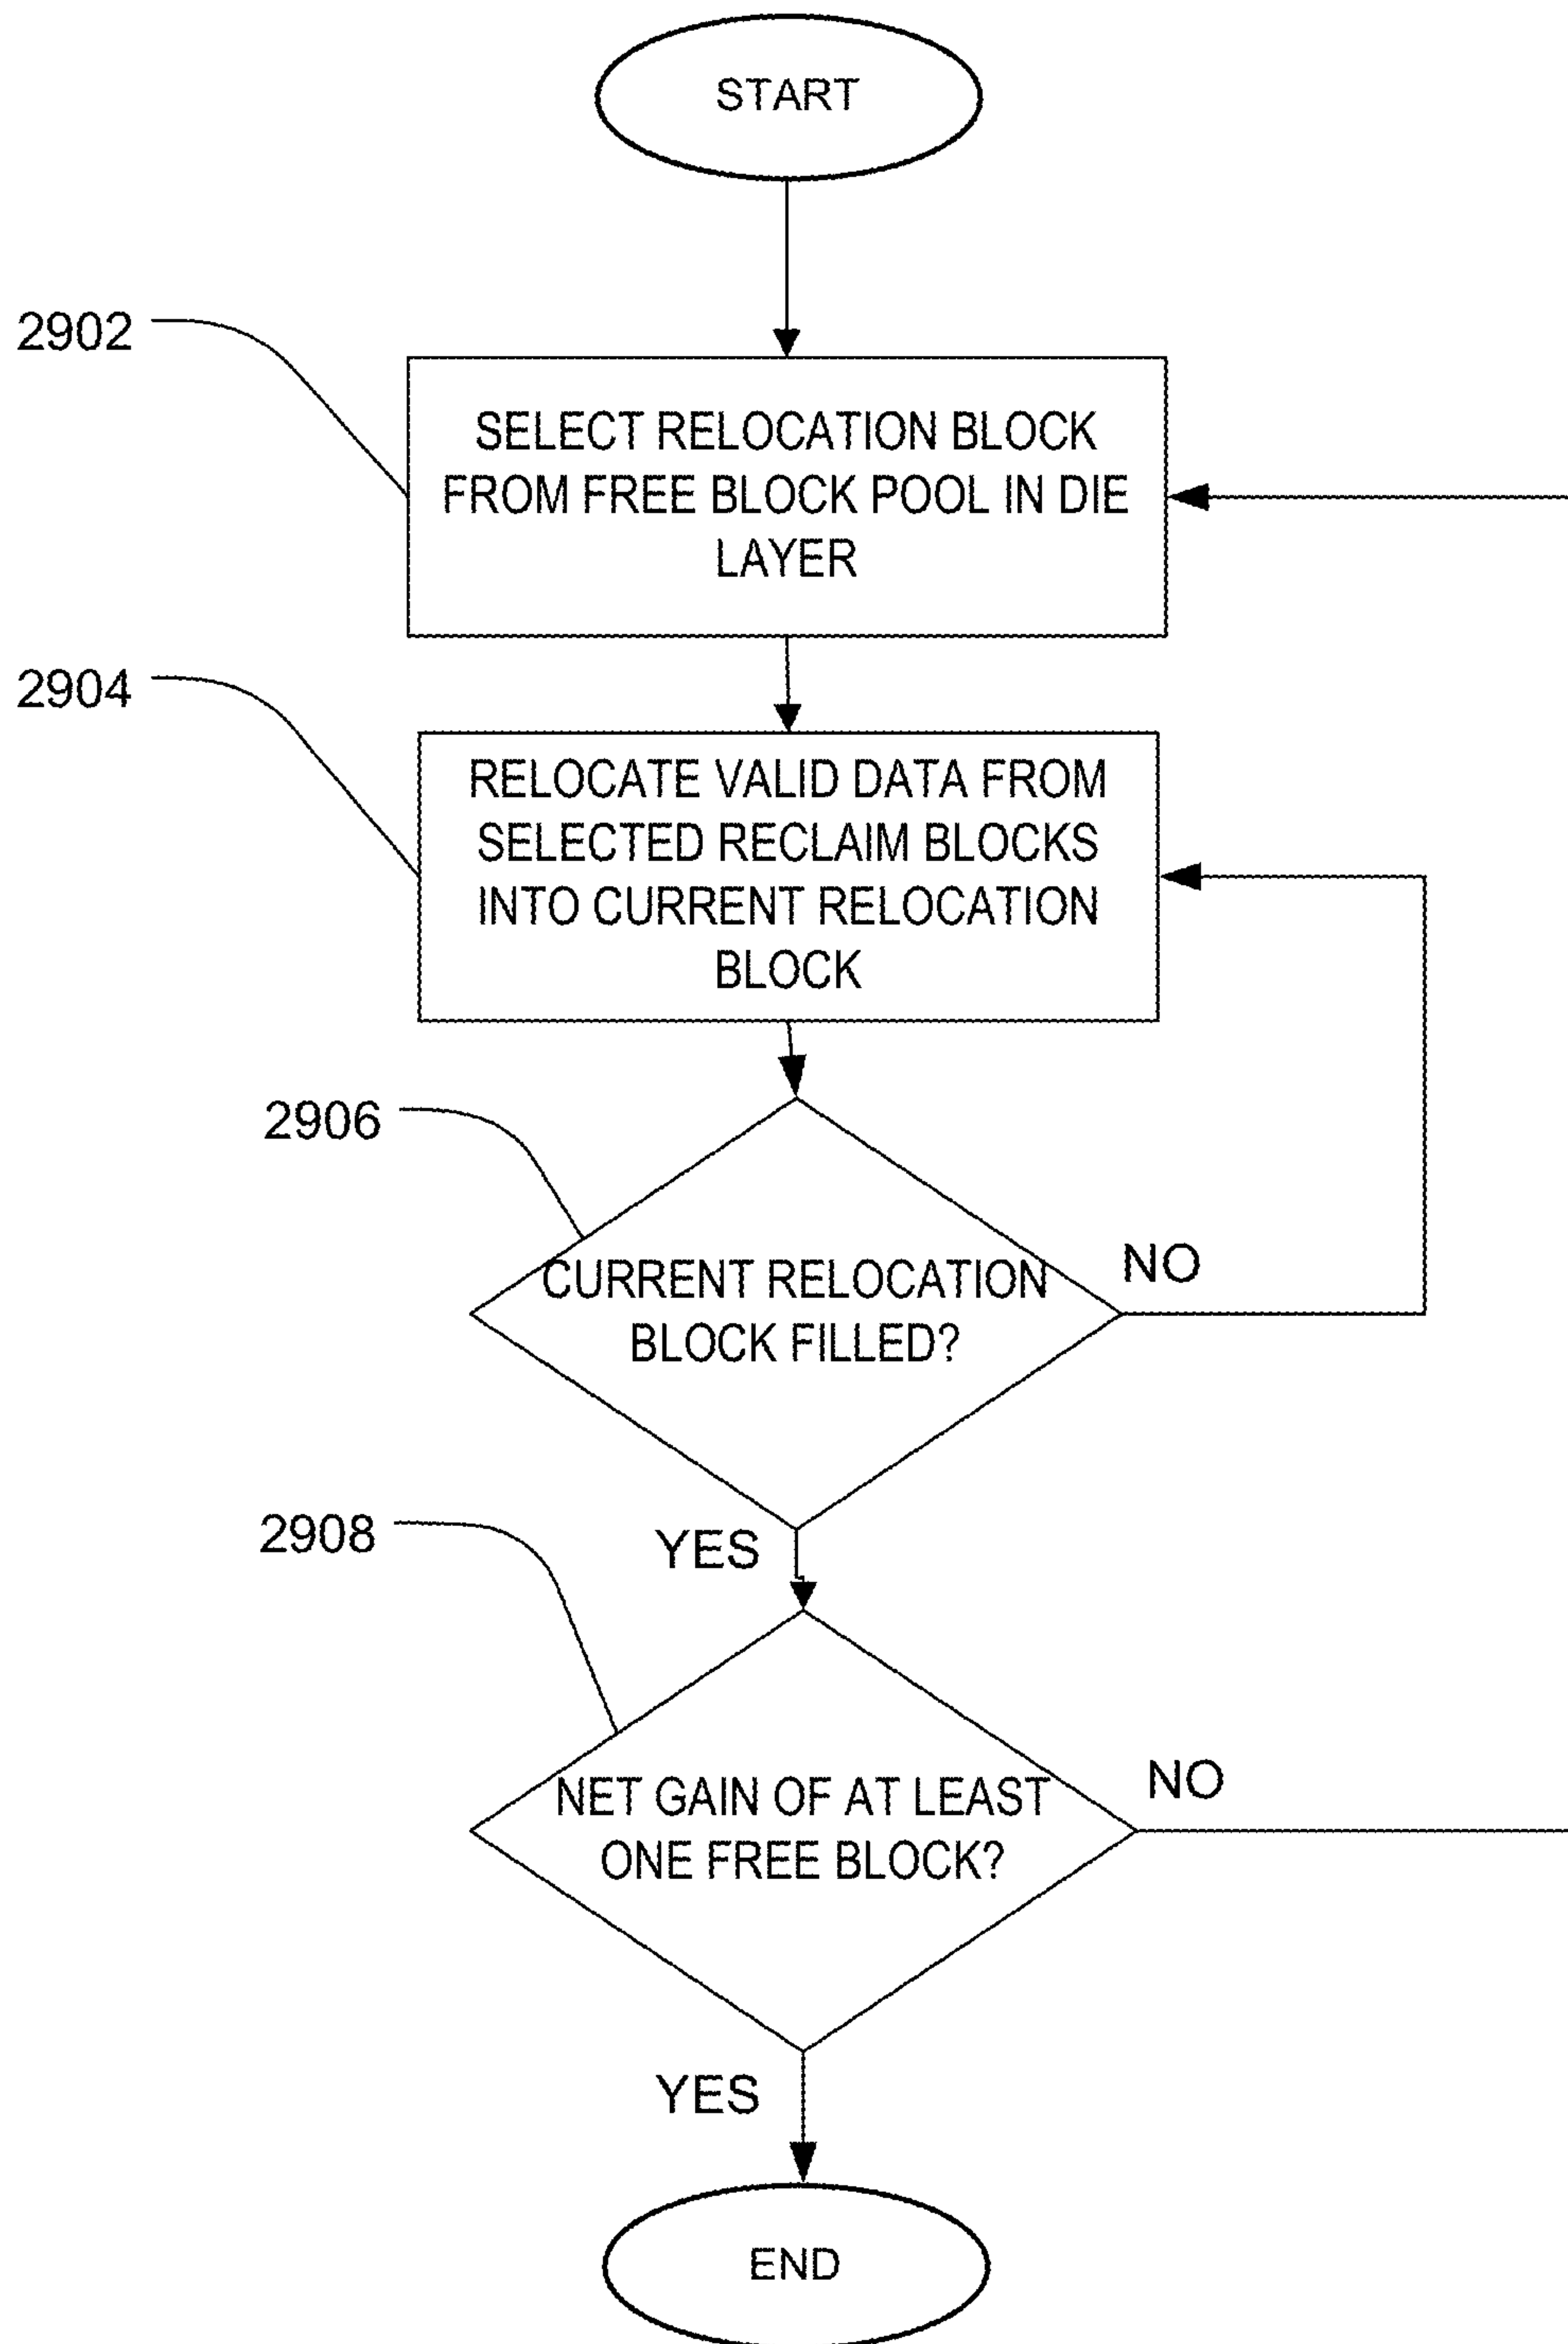 START
2902
SELECT RELOCATION BLOCK
FROM FREE BLOCK POOL IN DIE
LAYER
2904
RELOCATE VALID DATA FROM
SELECTED RECLAIM BLOCKS
INTO CURRENT RELOCATION
BLOCK
2906
CURRENT RELOCATION
BLOCK FILLED?
NO
YES
2908
NET GAIN OF AT LEAST
ONE FREE BLOCK?
NO
YES
END